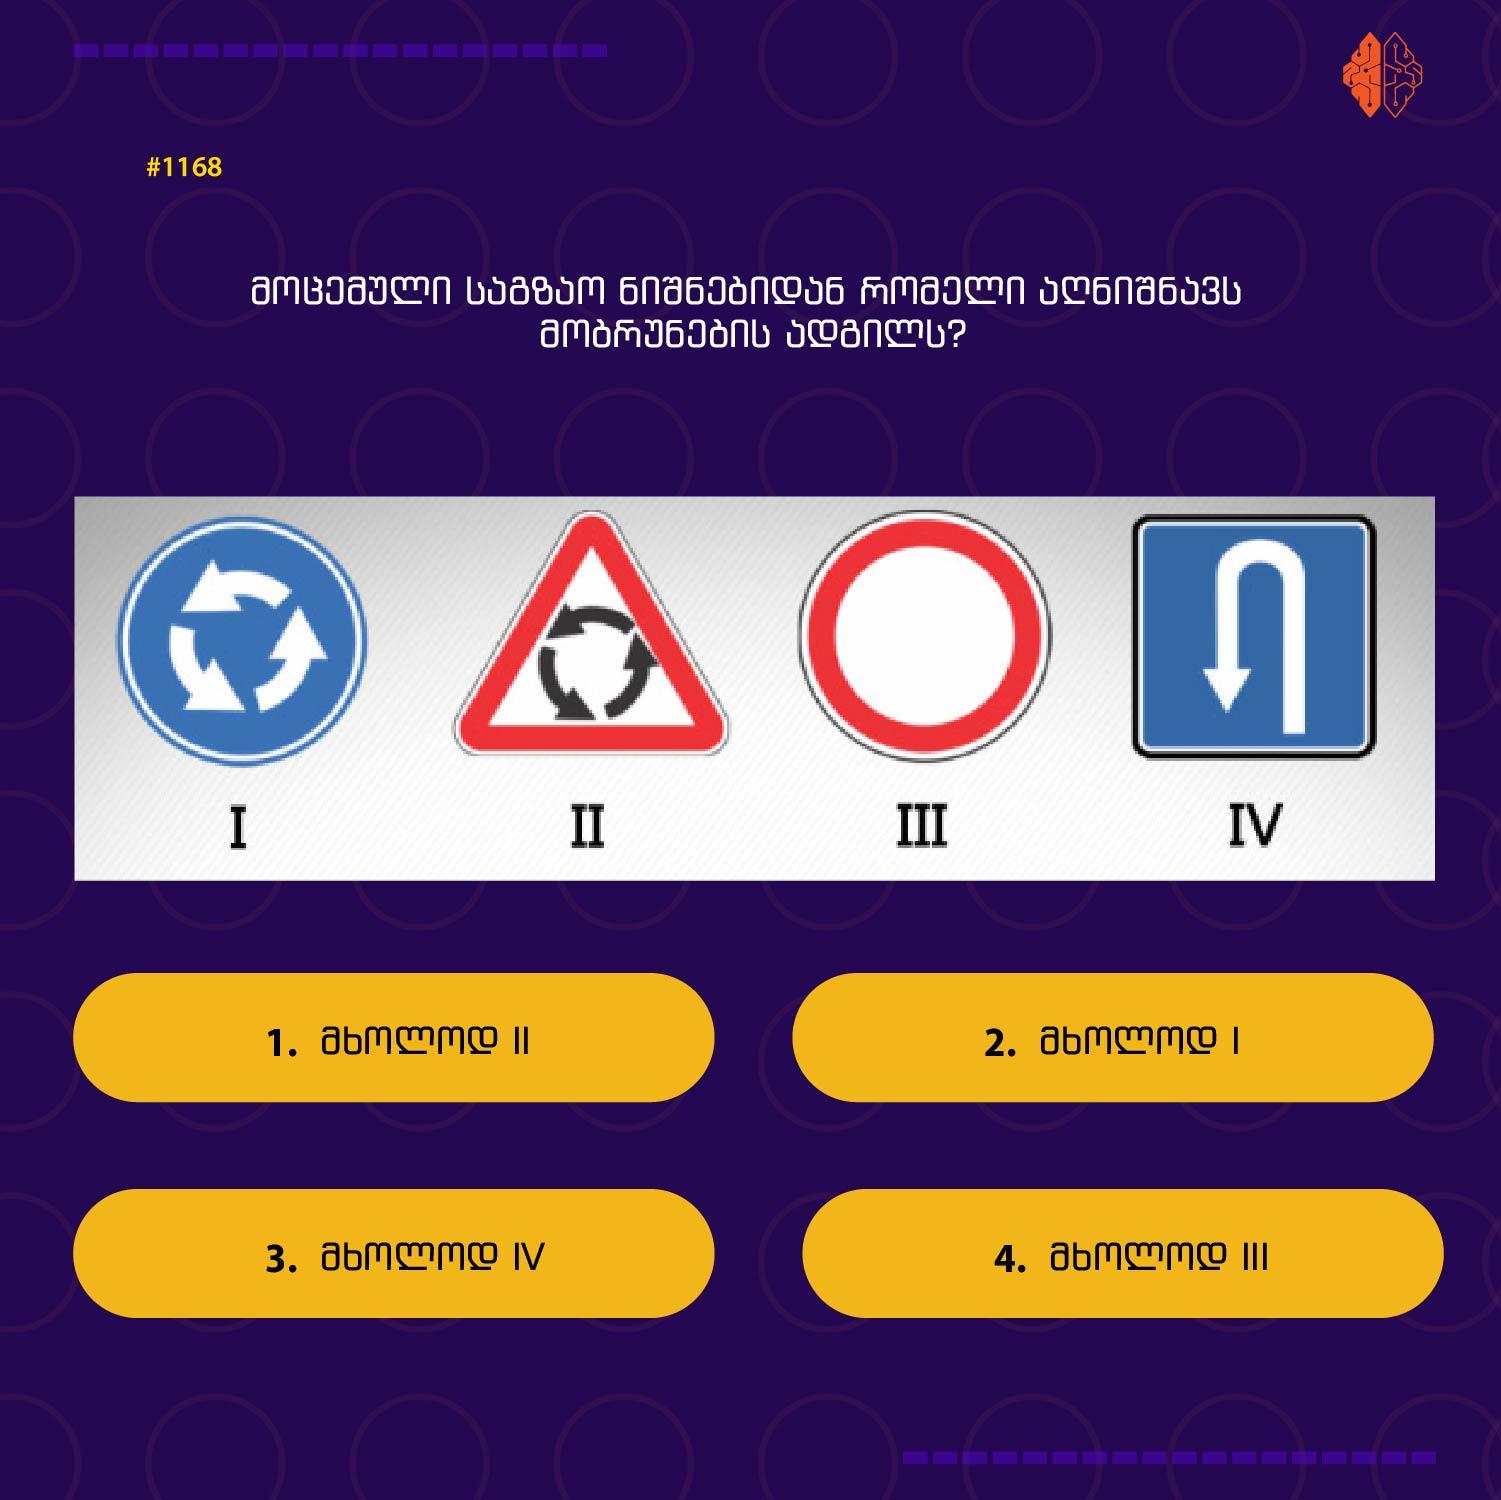 #1168
მოცემული საგზაო ნიშნებიდან რომელი აღნიშნავს
მობრუნების ადგილს?
I II III IV
1. მხოლოდ II
2. მხოლოდ I
3. მხოლოდ IV
4. მხოლოდ III